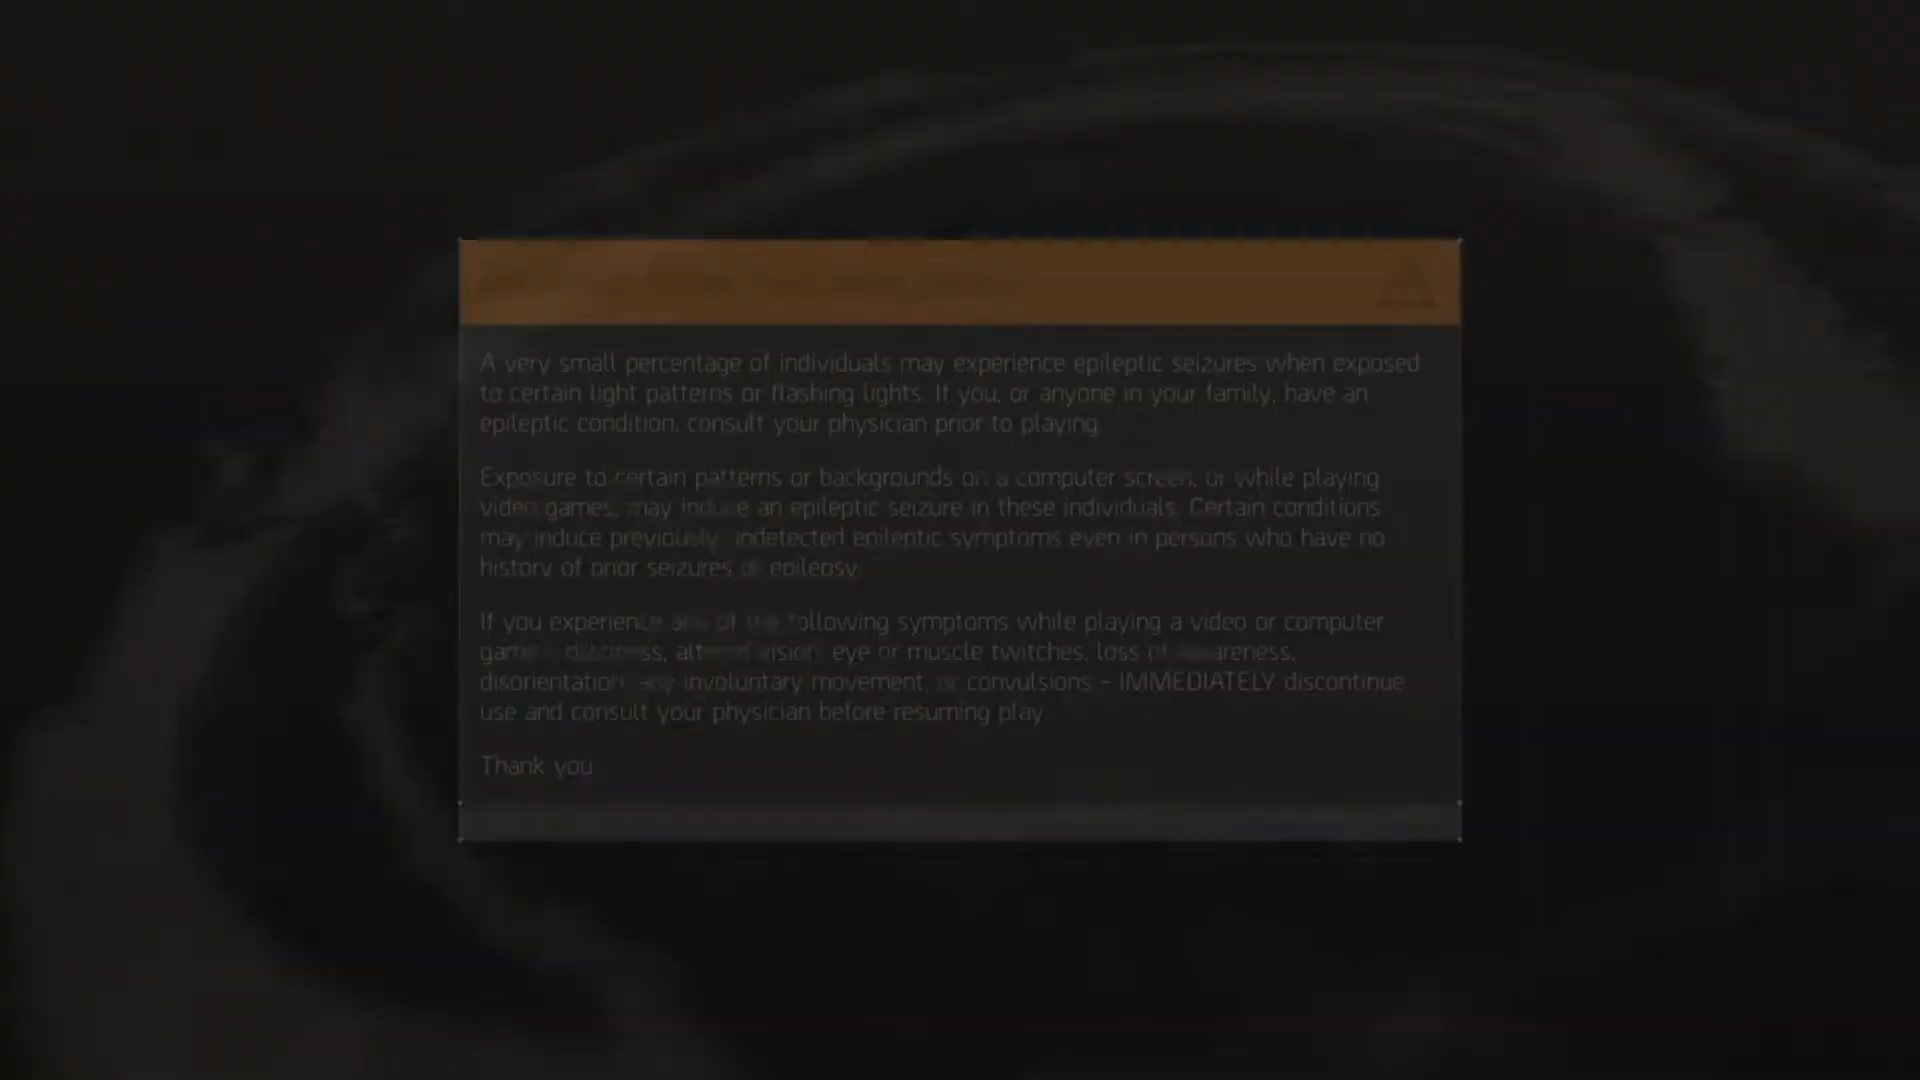 A very small percentage of individuals may experience epileptic seizures when exposed
to certain light patterns or flashing lights. If you, or anyone in your family, have an
epileptic condition, consult your physician prior to playing.
Exposure to certain patterns or backgrounds on a computer screen, or while playing
video games, may induce an epileptic seizure in these individuals. Certain conditions
may induce previously undetected epileptic symptoms even in persons who have no
history of prior seizures or epilepsy.
If you experience any of the following symptoms while playing a video or computer
game - dizziness, altered vision, eye or muscle twitches, loss of awareness,
disorientation, any involuntary movement, or convulsions - IMMEDIATELY discontinue
use and consult your physician before resuming play.
Thank you